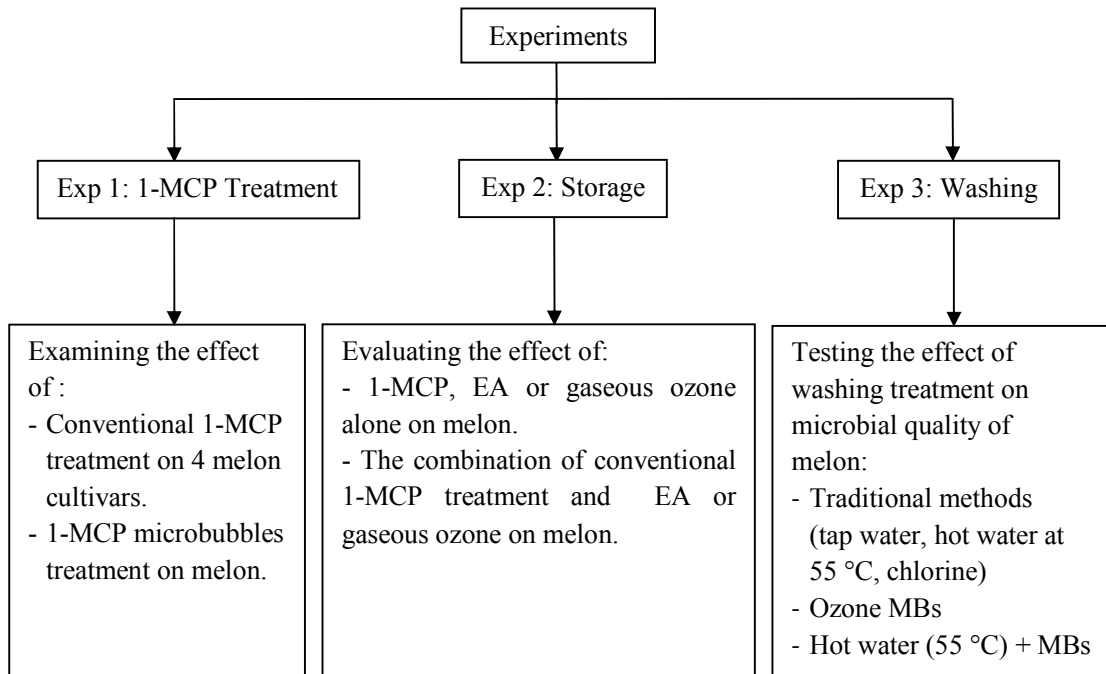 Experiments
Exp 1: 1-MCP Treatment
Exp 2: Storage
Exp 3: Washing
Examining the effect
of :
- Conventional 1-MCP
treatment on 4 melon
cultivars.
- 1-MCP microbubbles
treatment on melon.
Evaluating the effect of:
- 1-MCP, EA or gaseous ozone
alone on melon.
- The combination of conventional
1-MCP treatment and EA or
gaseous ozone on melon.
Testing the effect of
washing treatment on
microbial quality of
melon:
- Traditional methods
(tap water, hot water at
55 °C, chlorine)
- Ozone MBs
- Hot water (55 °C) + MBs